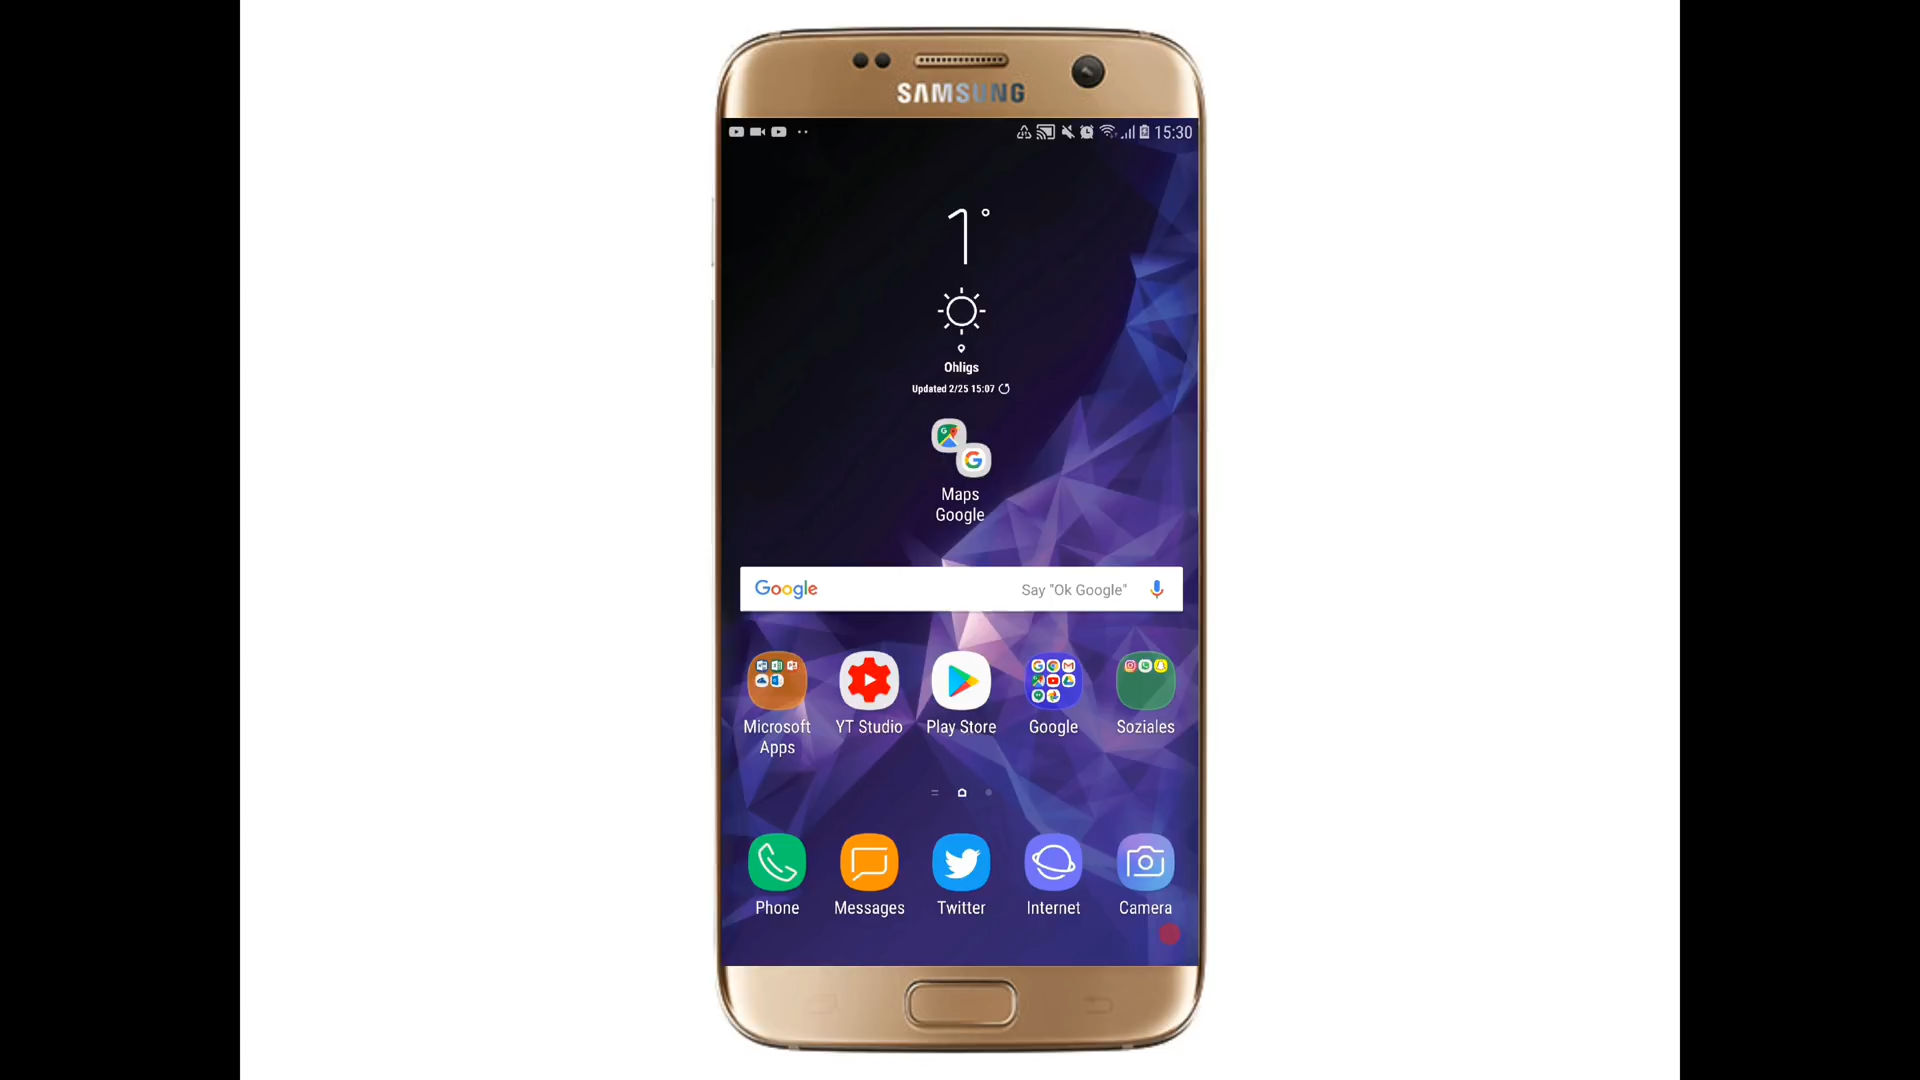 SAMSUNG
15:30
1°
Ohligs
Updated 2/25 15:07
Maps
Google
Google Say "Ok Google"
Microsoft Apps
YT Studio
Play Store
Google
Soziales
Phone
Messages
Twitter
Internet
Camera